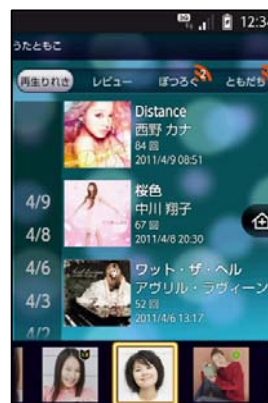 3G 12:34
うたともこ
再生りれき レビュー ぽつろぐ 2 ともだち
Distance
西野 カナ
84 回
2011/4/9 08:51
4/9
桜色
中川 翔子
67 回
2011/4/8 20:30
4/8
4/6
ワット・ザ・ヘル
アヴリル・ラヴィーン
52 回
2011/4/6 13:17
4/3
4/2